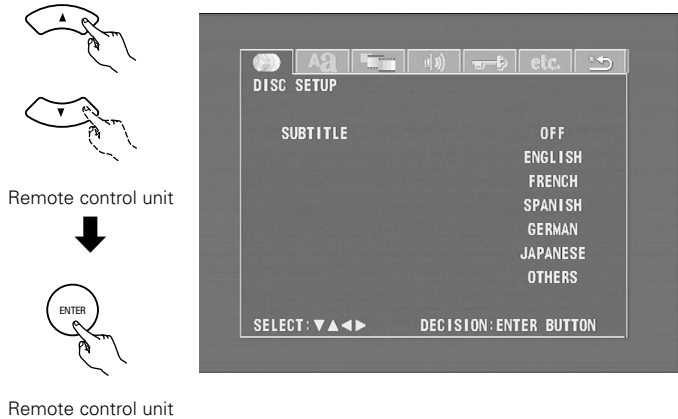 Remote control unit
ENTER
Remote control unit
Aa etc.
DISC SETUP
SUBTITLE OFF
ENGLISH
FRENCH
SPANISH
GERMAN
JAPANESE
OTHERS
SELECT:▼▲◀▶ DECISION:ENTER BUTTON